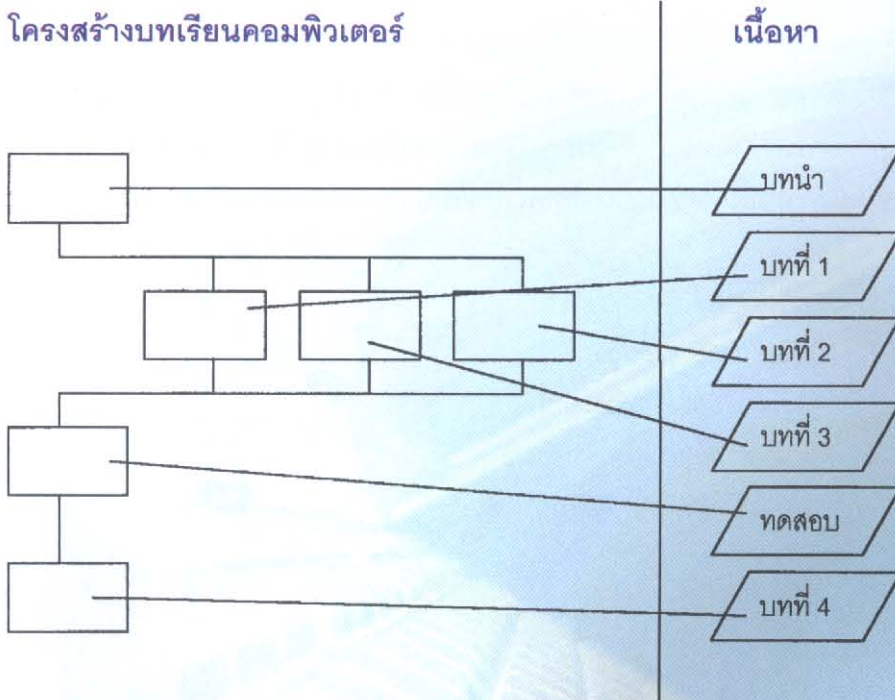 โครงสร้างบทเรียนคอมพิวเตอร์
เนื้อหา
บทนำ
บทที่ 1
บทที่ 2
บทที่ 3
ทดสอบ
บทที่ 4